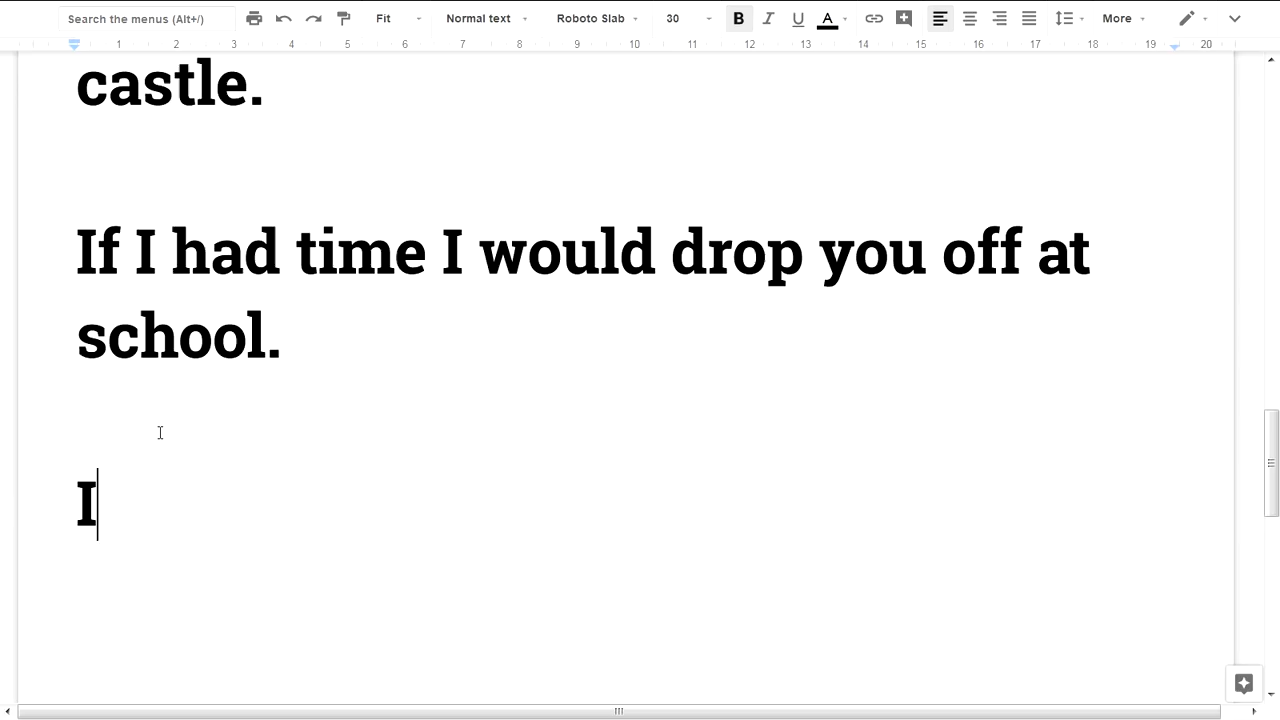 Search the menus (Alt+/) Fit Normal text Roboto Slab 30 B I U A More
1 2 3 4 5 6 7 8 9 10 11 12 13 14 15 16 17 18 19 20
castle.
If I had time I would drop you off at
school.
I